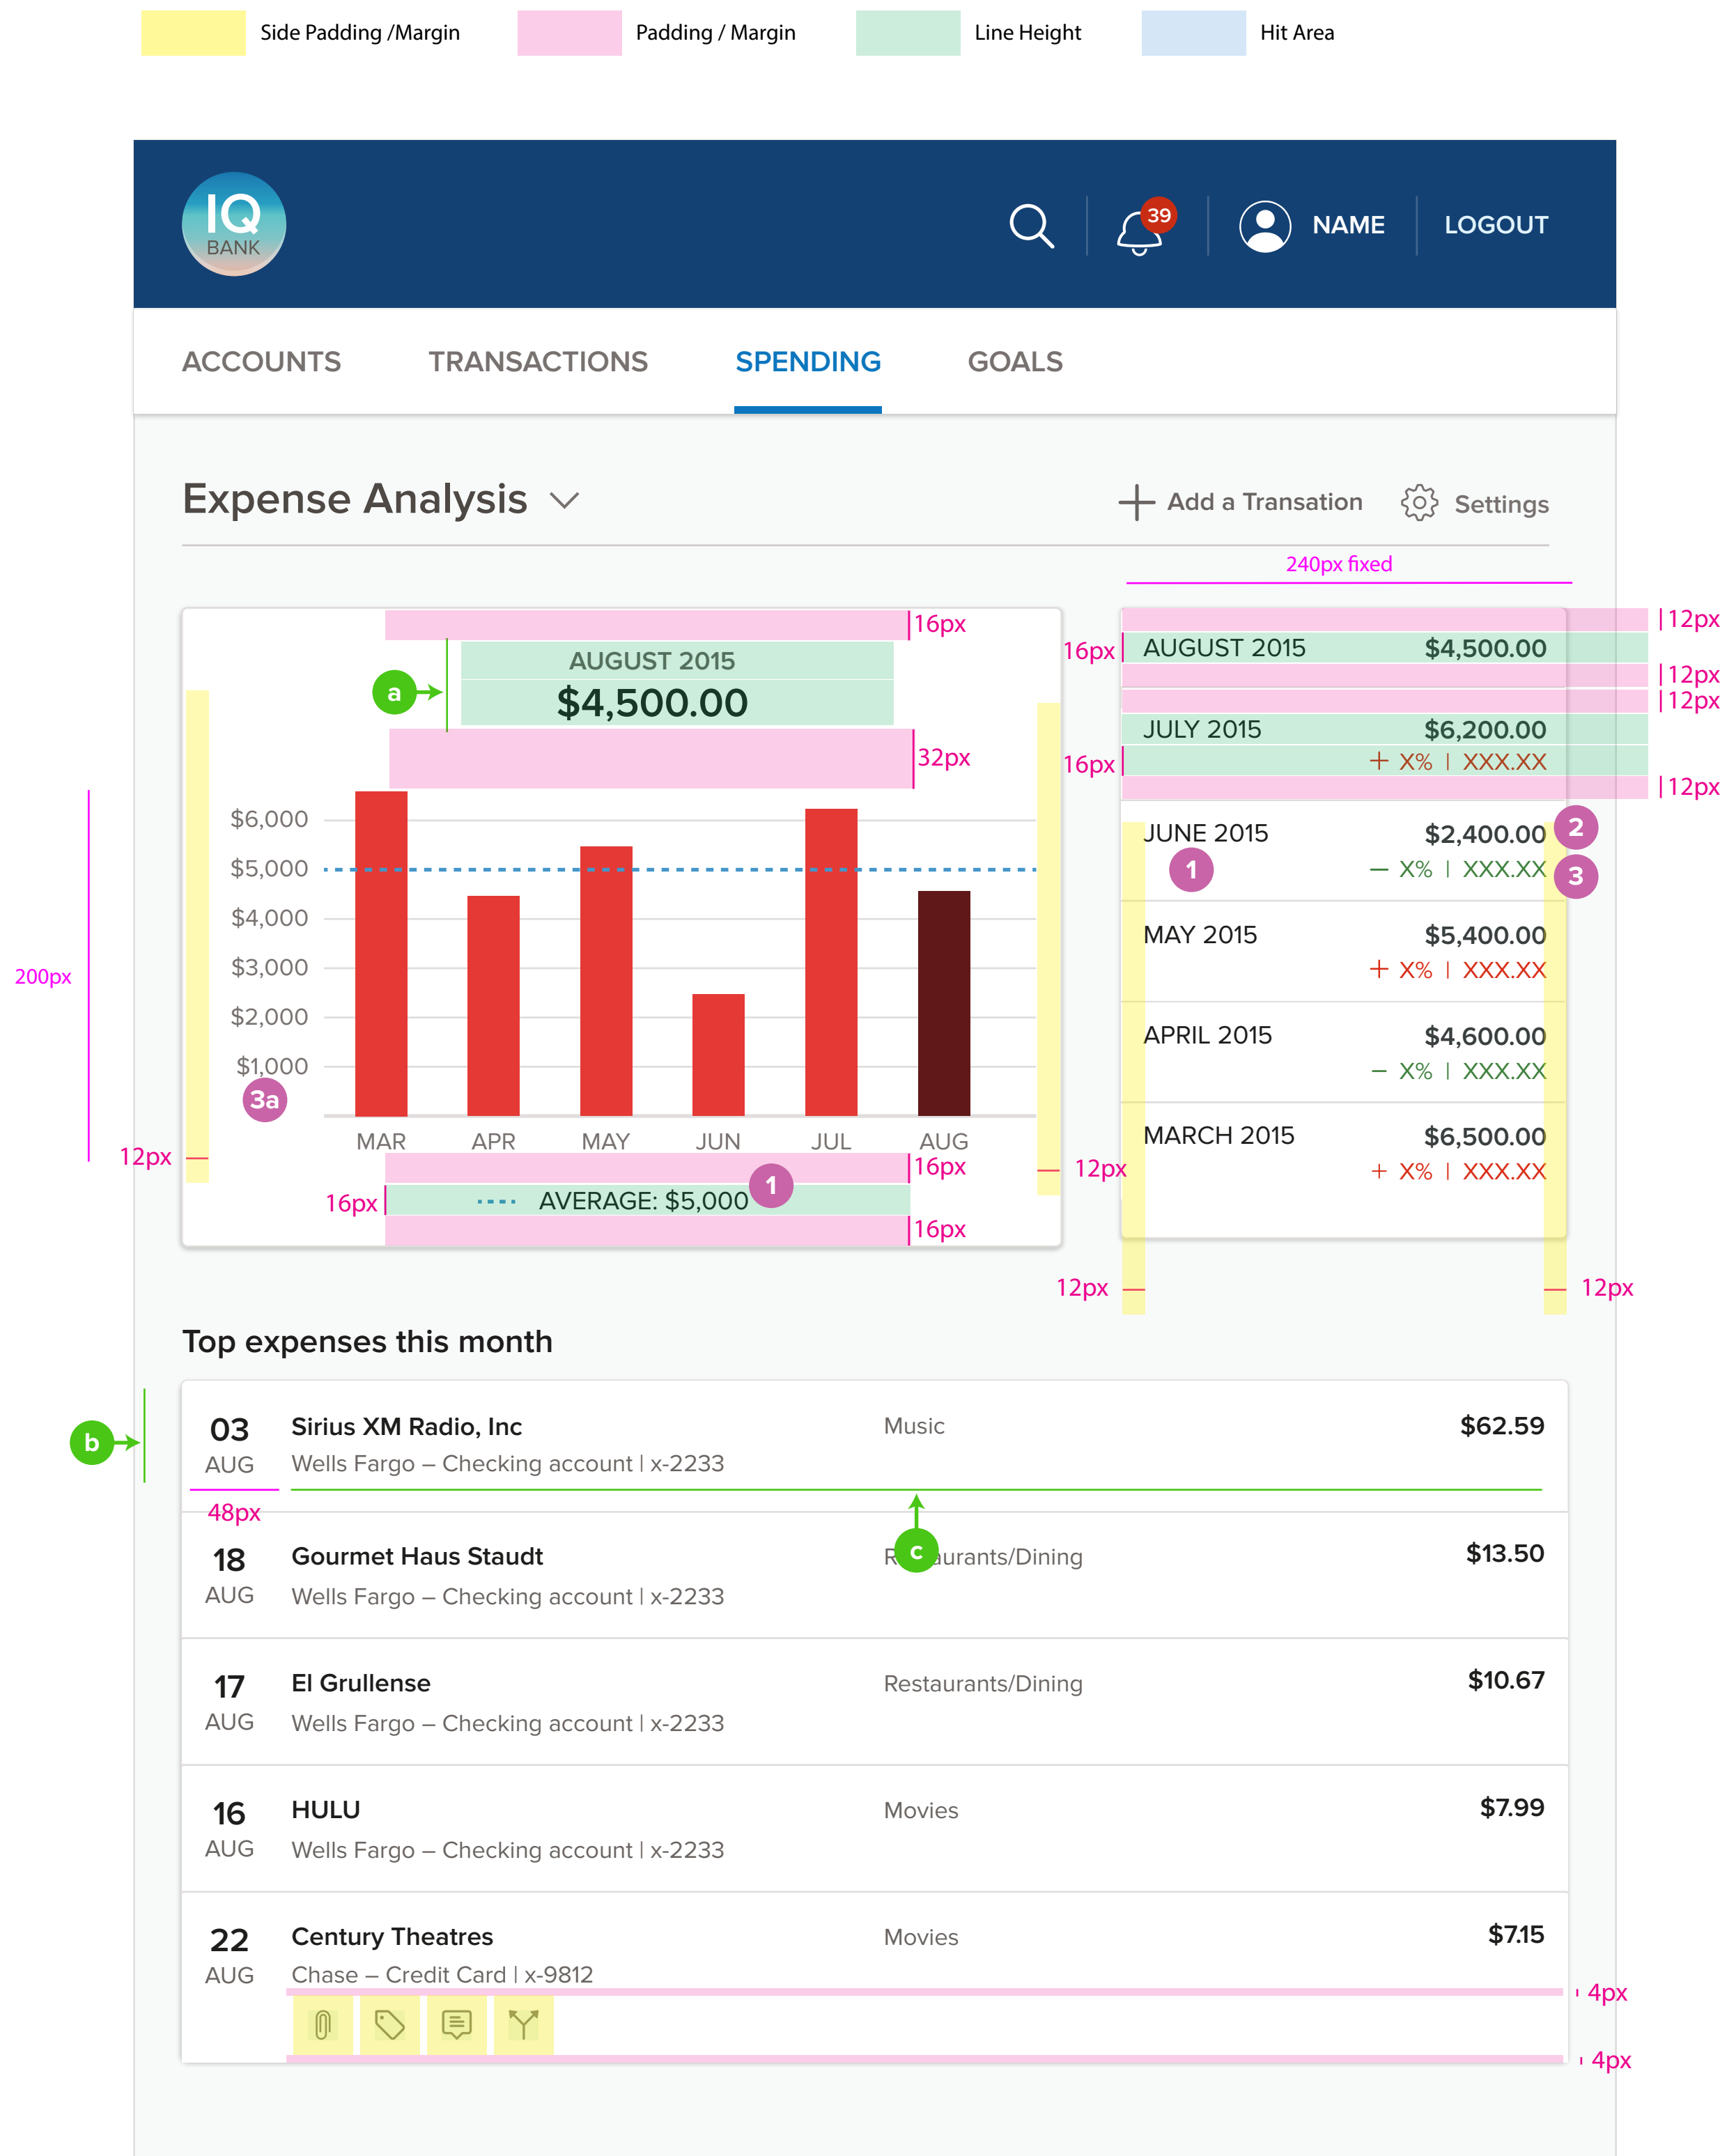 Side Padding /Margin
Padding / Margin
Line Height
Hit Area
IQ
BANK
39
NAME
LOGOUT
ACCOUNTS
TRANSACTIONS
SPENDING
GOALS
Expense Analysis
Add a Transation
Settings
240px fixed
16px
AUGUST 2015
a
$4,500.00
32px
$6,000
$5,000
$4,000
$3,000
$2,000
$1,000
3a
200px
MAR
APR
MAY
JUN
JUL
AUG
12px
16px
12px
16px
AVERAGE: $5,000
1
16px
12px
16px
AUGUST 2015
$4,500.00
12px
12px
JULY 2015
$6,200.00
16px
+ X% | XXX.XX
12px
JUNE 2015
$2,400.00
2
1
– X% | XXX.XX
3
MAY 2015
$5,400.00
+ X% | XXX.XX
APRIL 2015
$4,600.00
– X% | XXX.XX
MARCH 2015
$6,500.00
+ X% | XXX.XX
12px
12px
Top expenses this month
b
03
AUG
Sirius XM Radio, Inc
Wells Fargo – Checking account | x-2233
Music
$62.59
48px
c
18
AUG
Gourmet Haus Staudt
Wells Fargo – Checking account | x-2233
Restaurants/Dining
$13.50
17
AUG
El Grullense
Wells Fargo – Checking account | x-2233
Restaurants/Dining
$10.67
16
AUG
HULU
Wells Fargo – Checking account | x-2233
Movies
$7.99
22
AUG
Century Theatres
Chase – Credit Card | x-9812
Movies
$7.15
4px
4px